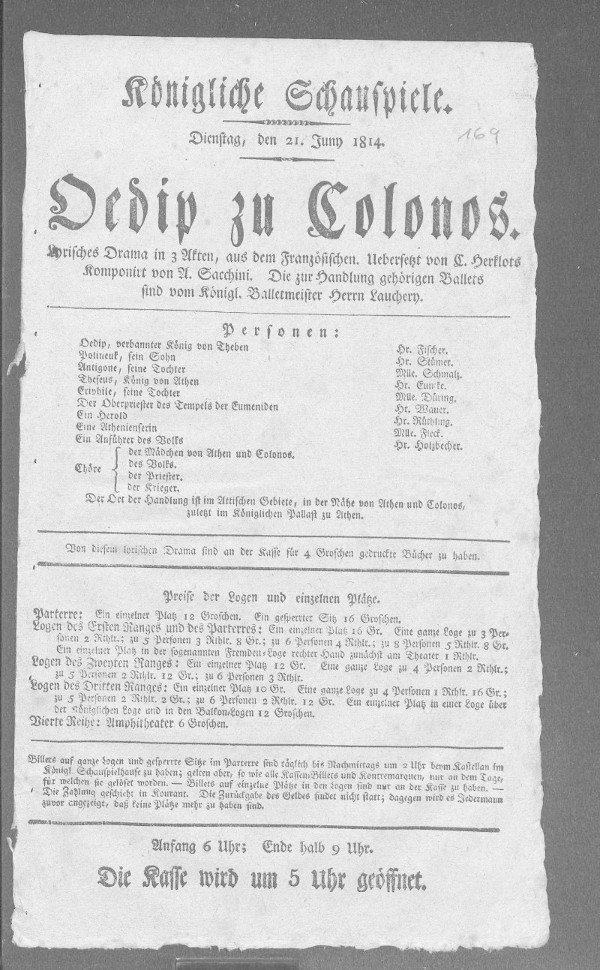 Königliche Schauspiele.
Dienstag, den 21. Juny 1814.
169
Oedip zu Colonos.
Lyrisches Drama in 3 Akten, aus dem Französischen. Uebersetzt von C. Herklots
Komponirt von A. Sacchini. Die zur Handlung gehörigen Ballets
sind vom Königl. Balletmeister Herrn Lauchery.
Personen:
Oedip, verbannter König von Theben Hr. Fischer.
Polineuk, sein Sohn Hr. Stümer.
Antigone, seine Tochter Mlle. Schmalz.
Theseus, König von Athen Hr. Eunike.
Eriphile, seine Tochter Mlle. Düring.
Der Oberpriester des Tempels der Eumeniden Hr. Wauer.
Ein Herold Hr. Rüthling.
Eine Athenienserin Mlle. Fleck.
Ein Anführer des Volks Hr. Holzbecher.
Chöre
der Mädchen von Athen und Colonos.
des Volks.
der Priester.
der Krieger.
Der Ort der Handlung ist im Attischen Gebiete, in der Nähe von Athen und Colonos,
zuletzt im Königlichen Pallast zu Athen.
Von diesem lyrischen Drama sind an der Kasse für 4 Groschen gedruckte Bücher zu haben.
Preise der Logen und einzelnen Plätze.
Parterre: Ein einzelner Platz 12 Groschen. Ein gesperrter Sitz 16 Groschen.
Logen des Ersten Ranges und des Parterres: Ein einzelner Platz 16 Gr. Eine ganze Loge zu 3 Per-
sonen 2 Rthlr.; zu 5 Personen 3 Rthlr. 8 Gr.; zu 6 Personen 4 Rthlr.; zu 8 Personen 5 Rthlr. 8 Gr.
Ein einzelner Platz in der sogenannten Fremden-Loge rechter Hand zunächst am Theater 1 Rthlr.
Logen des Zweyten Ranges: Ein einzelner Platz 12 Gr. Eine ganze Loge zu 4 Personen 2 Rthlr.;
zu 5 Personen 2 Rthlr. 12 Gr.; zu 6 Personen 3 Rthlr.
Logen des Dritten Ranges: Ein einzelner Platz 10 Gr. Eine ganze Loge zu 4 Personen 1 Rthlr. 16 Gr.;
zu 5 Personen 2 Rthlr. 2 Gr.; zu 6 Personen 2 Rthlr. 12 Gr. Ein einzelner Platz in einer Loge über
der Königlichen Loge und in den Balkon-Logen 12 Groschen.
Vierte Reihe: Amphitheater 6 Groschen.
Billets auf ganze Logen und gesperrte Sitze im Parterre sind täglich bis Nachmittags um 2 Uhr beym Kastellan im
Königl. Schauspielhause zu haben; gelten aber, so wie alle Kassen-Billets und Kontremarquen, nur an dem Tage,
für welchen sie gelöset worden. — Billets auf einzelne Plätze in den Logen sind nur an der Kasse zu haben. —
Die Zahlung geschieht in Kourant. Die Zurückgabe des Geldes findet nicht statt; dagegen wird es Jedermann
zuvor angezeigt, daß keine Plätze mehr zu haben sind.
Anfang 6 Uhr; Ende halb 9 Uhr.
Die Kasse wird um 5 Uhr geöffnet.